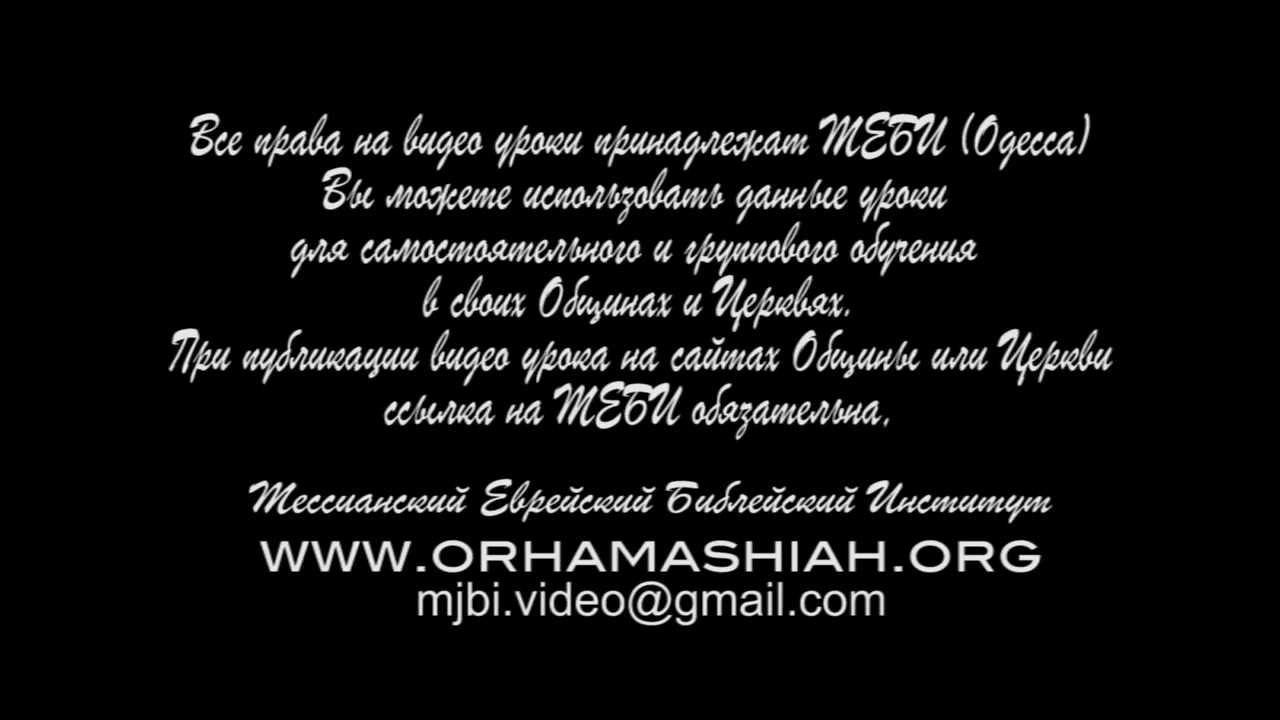 Все права на видео уроки принадлежат МЕБИ (Одесса)
Вы можете использовать данные уроки
для самостоятельного и группового обучения
в своих Общинах и Церквях.
При публикации видео урока на сайтах Общины или Церкви
ссылка на МЕБИ обязательна.
Мессианский Еврейский Библейский Институт
WWW.ORHAMASHIAH.ORG
mjbi.video@gmail.com